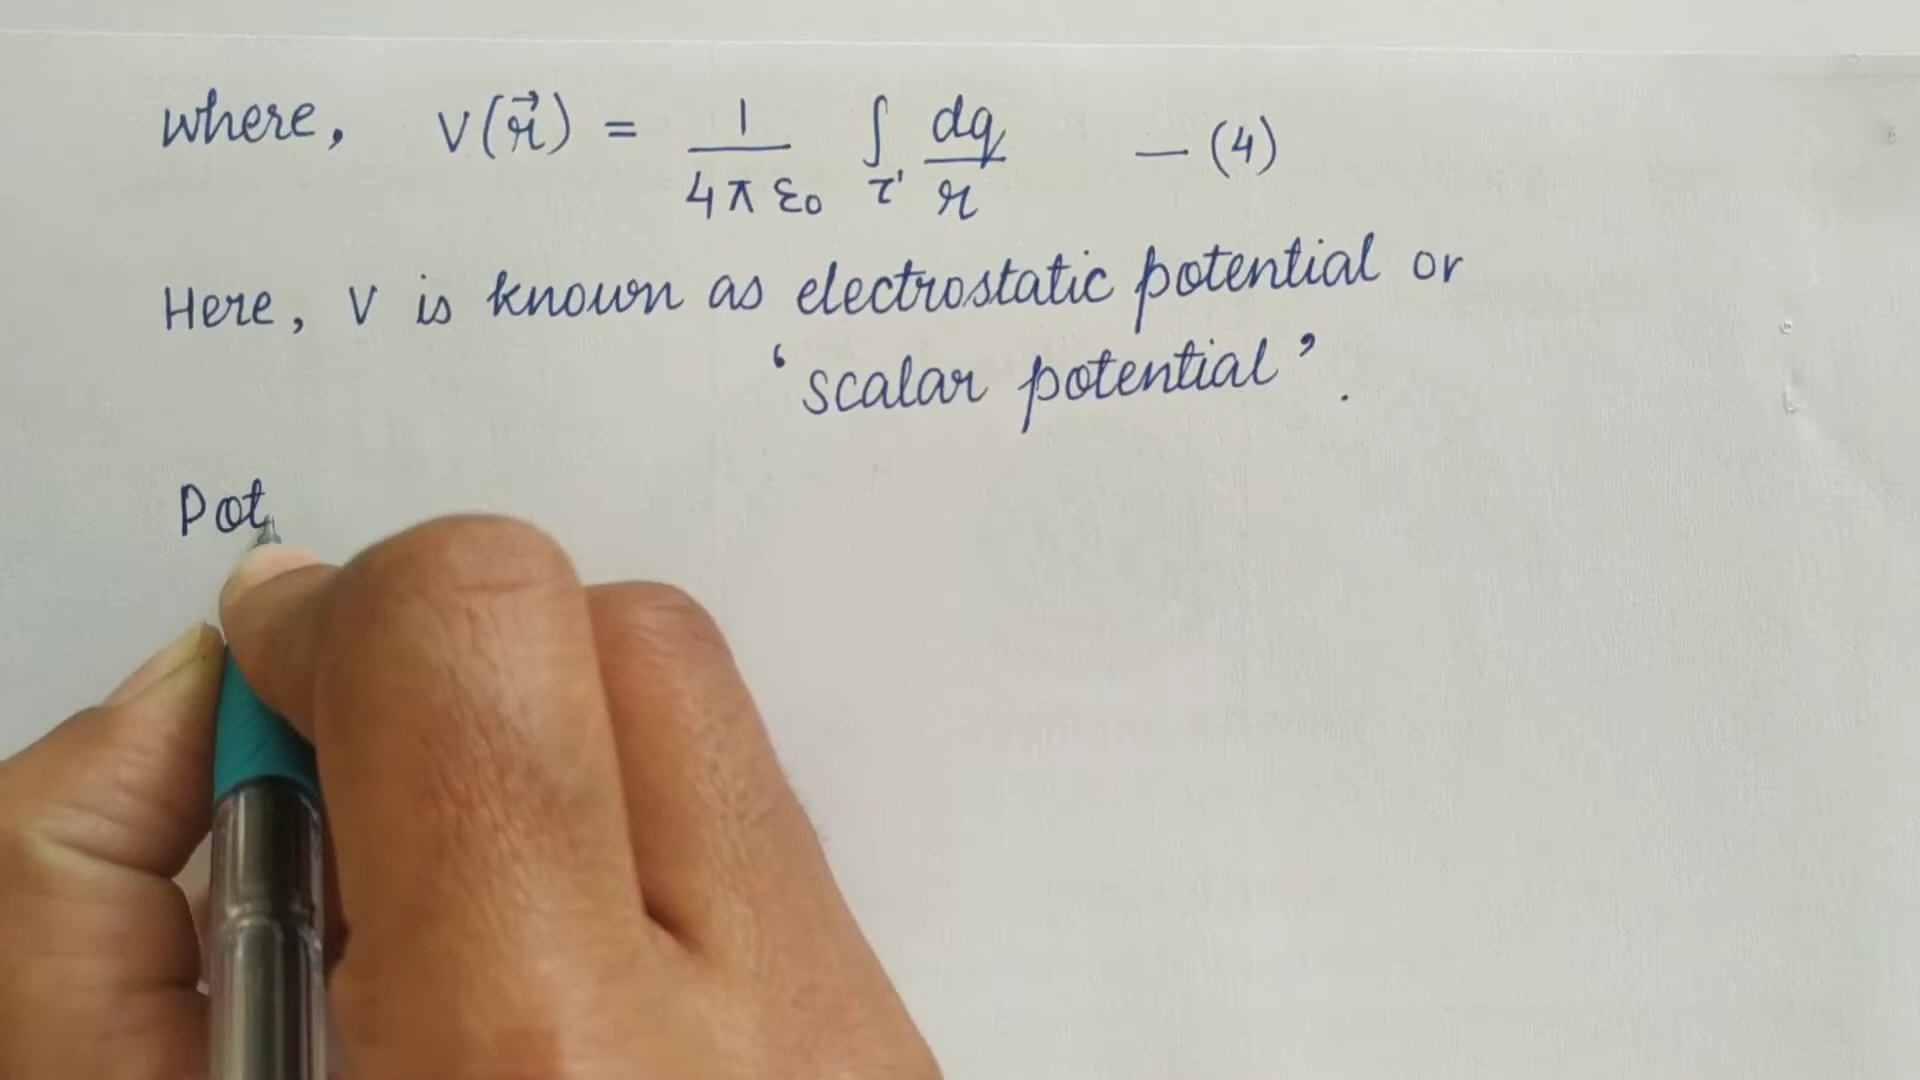 where, V(r⃗) = 1/4πε0 ∫τ' dq/r — (4)
Here, V is known as electrostatic potential or
‘scalar potential’.
Pot